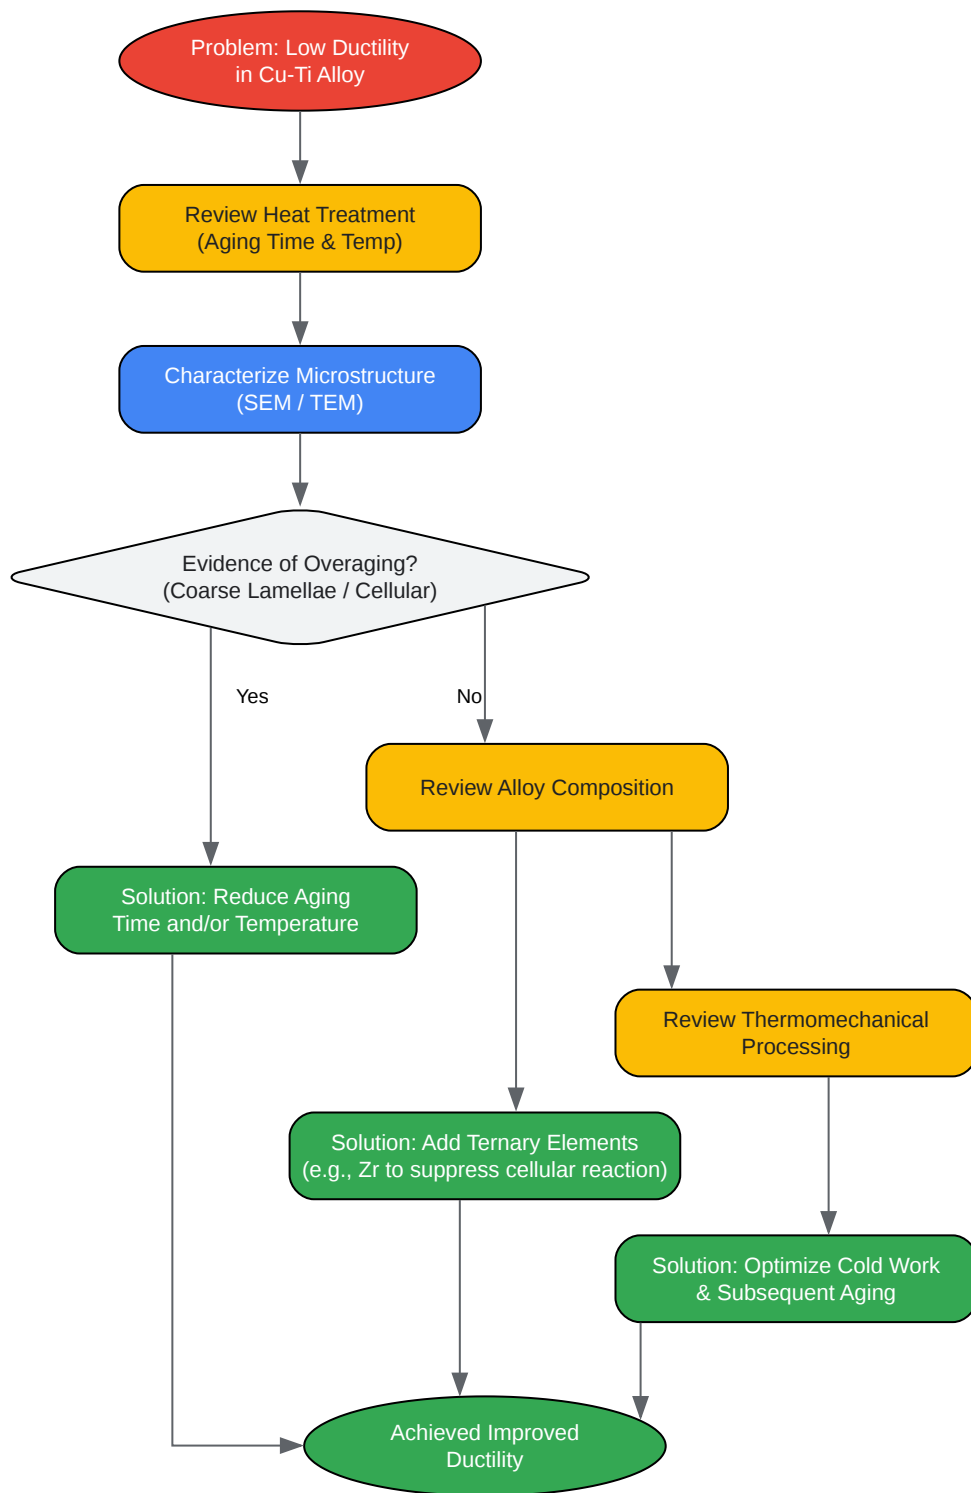 Problem: Low Ductility
in Cu-Ti Alloy
Review Heat Treatment
(Aging Time & Temp)
Characterize Microstructure
(SEM / TEM)
Evidence of Overaging?
(Coarse Lamellae / Cellular)
Yes
No
Review Alloy Composition
Solution: Reduce Aging
Time and/or Temperature
Review Thermomechanical
Processing
Solution: Add Ternary Elements
(e.g., Zr to suppress cellular reaction)
Solution: Optimize Cold Work
& Subsequent Aging
Achieved Improved
Ductility